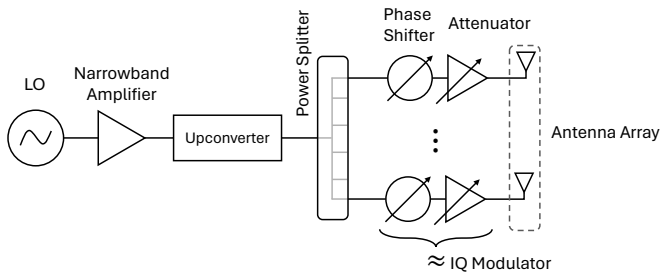 Phase
Shifter
Attenuator
Power Splitter
LO
Narrowband
Amplifier
Upconverter
Antenna Array
≈ IQ Modulator